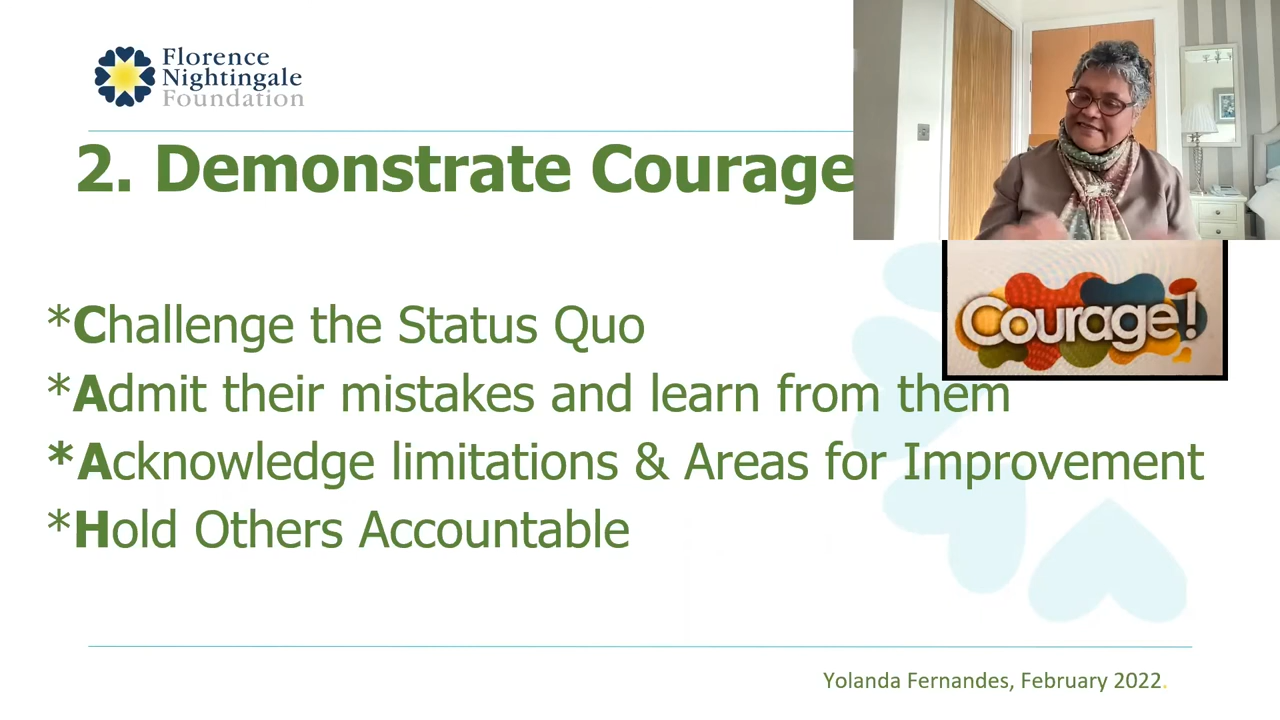 Florence
Nightingale
Foundation
2. Demonstrate Courage
Courage!
*Challenge the Status Quo
*Admit their mistakes and learn from them
*Acknowledge limitations & Areas for Improvement
*Hold Others Accountable
Yolanda Fernandes, February 2022.